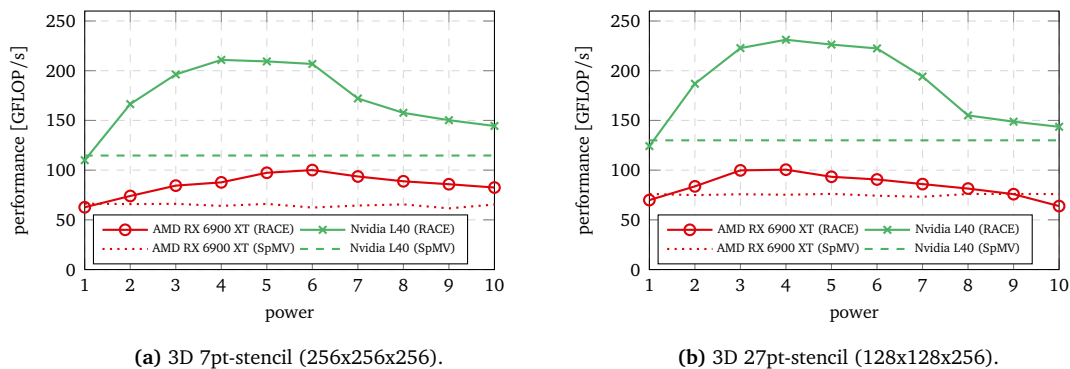 performance [GFLOP/s]
250
200
150
100
50
0
AMD RX 6900 XT (RACE) Nvidia L40 (RACE)
AMD RX 6900 XT (SpMV) Nvidia L40 (SpMV)
1 2 3 4 5 6 7 8 9 10
power
(a) 3D 7pt-stencil (256x256x256).
performance [GFLOP/s]
250
200
150
100
50
0
AMD RX 6900 XT (RACE) Nvidia L40 (RACE)
AMD RX 6900 XT (SpMV) Nvidia L40 (SpMV)
1 2 3 4 5 6 7 8 9 10
power
(b) 3D 27pt-stencil (128x128x256).